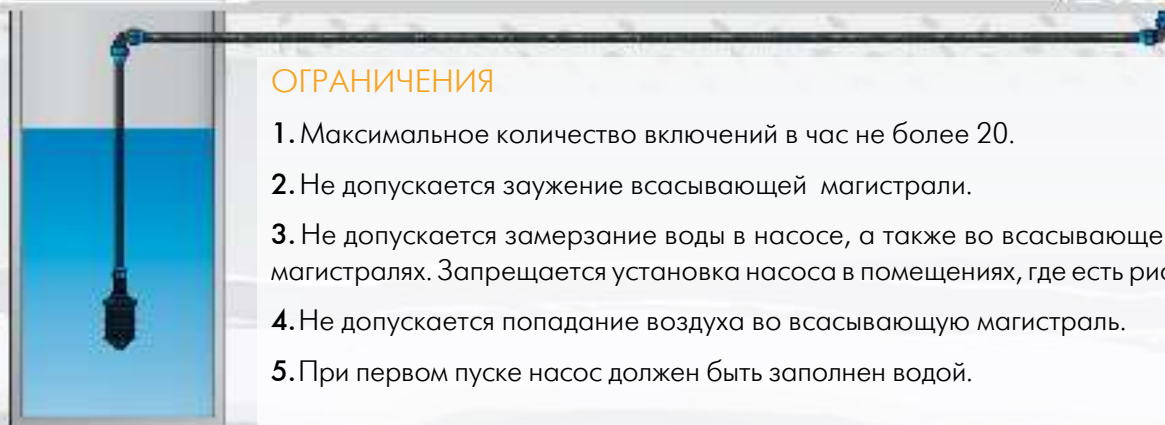 ОГРАНИЧЕНИЯ
1. Максимальное количество включений в час не более 20.
2. Не допускается заужение всасывающей магистрали.
3. Не допускается замерзание воды в насосе, а также во всасывающе
магистралях. Запрещается установка насоса в помещениях, где есть рис
4. Не допускается попадание воздуха во всасывающую магистраль.
5. При первом пуске насос должен быть заполнен водой.